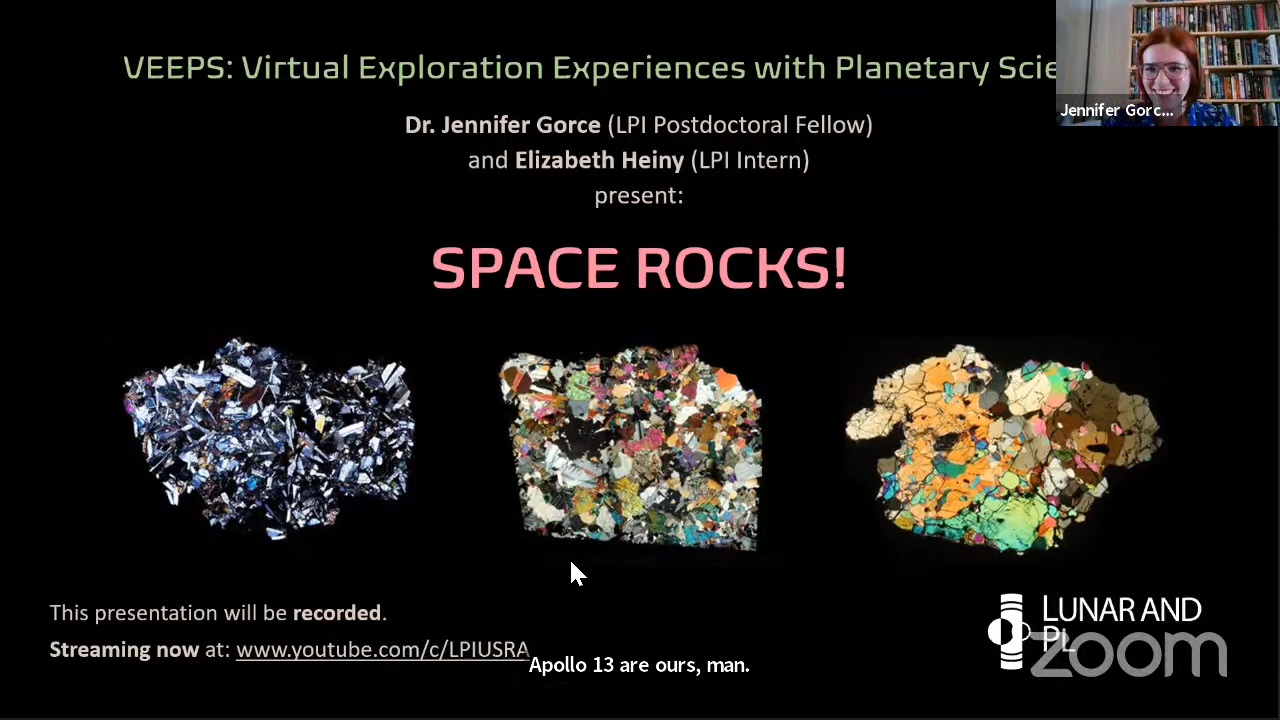 VEEPS: Virtual Exploration Experiences with Planetary Scie
Jennifer Gorc...
Dr. Jennifer Gorce (LPI Postdoctoral Fellow)
and Elizabeth Heiny (LPI Intern)
present:
SPACE ROCKS!
This presentation will be recorded.
Streaming now at: www.youtube.com/c/LPIUSRA
LUNAR AND
PL
zoom
Apollo 13 are ours, man.